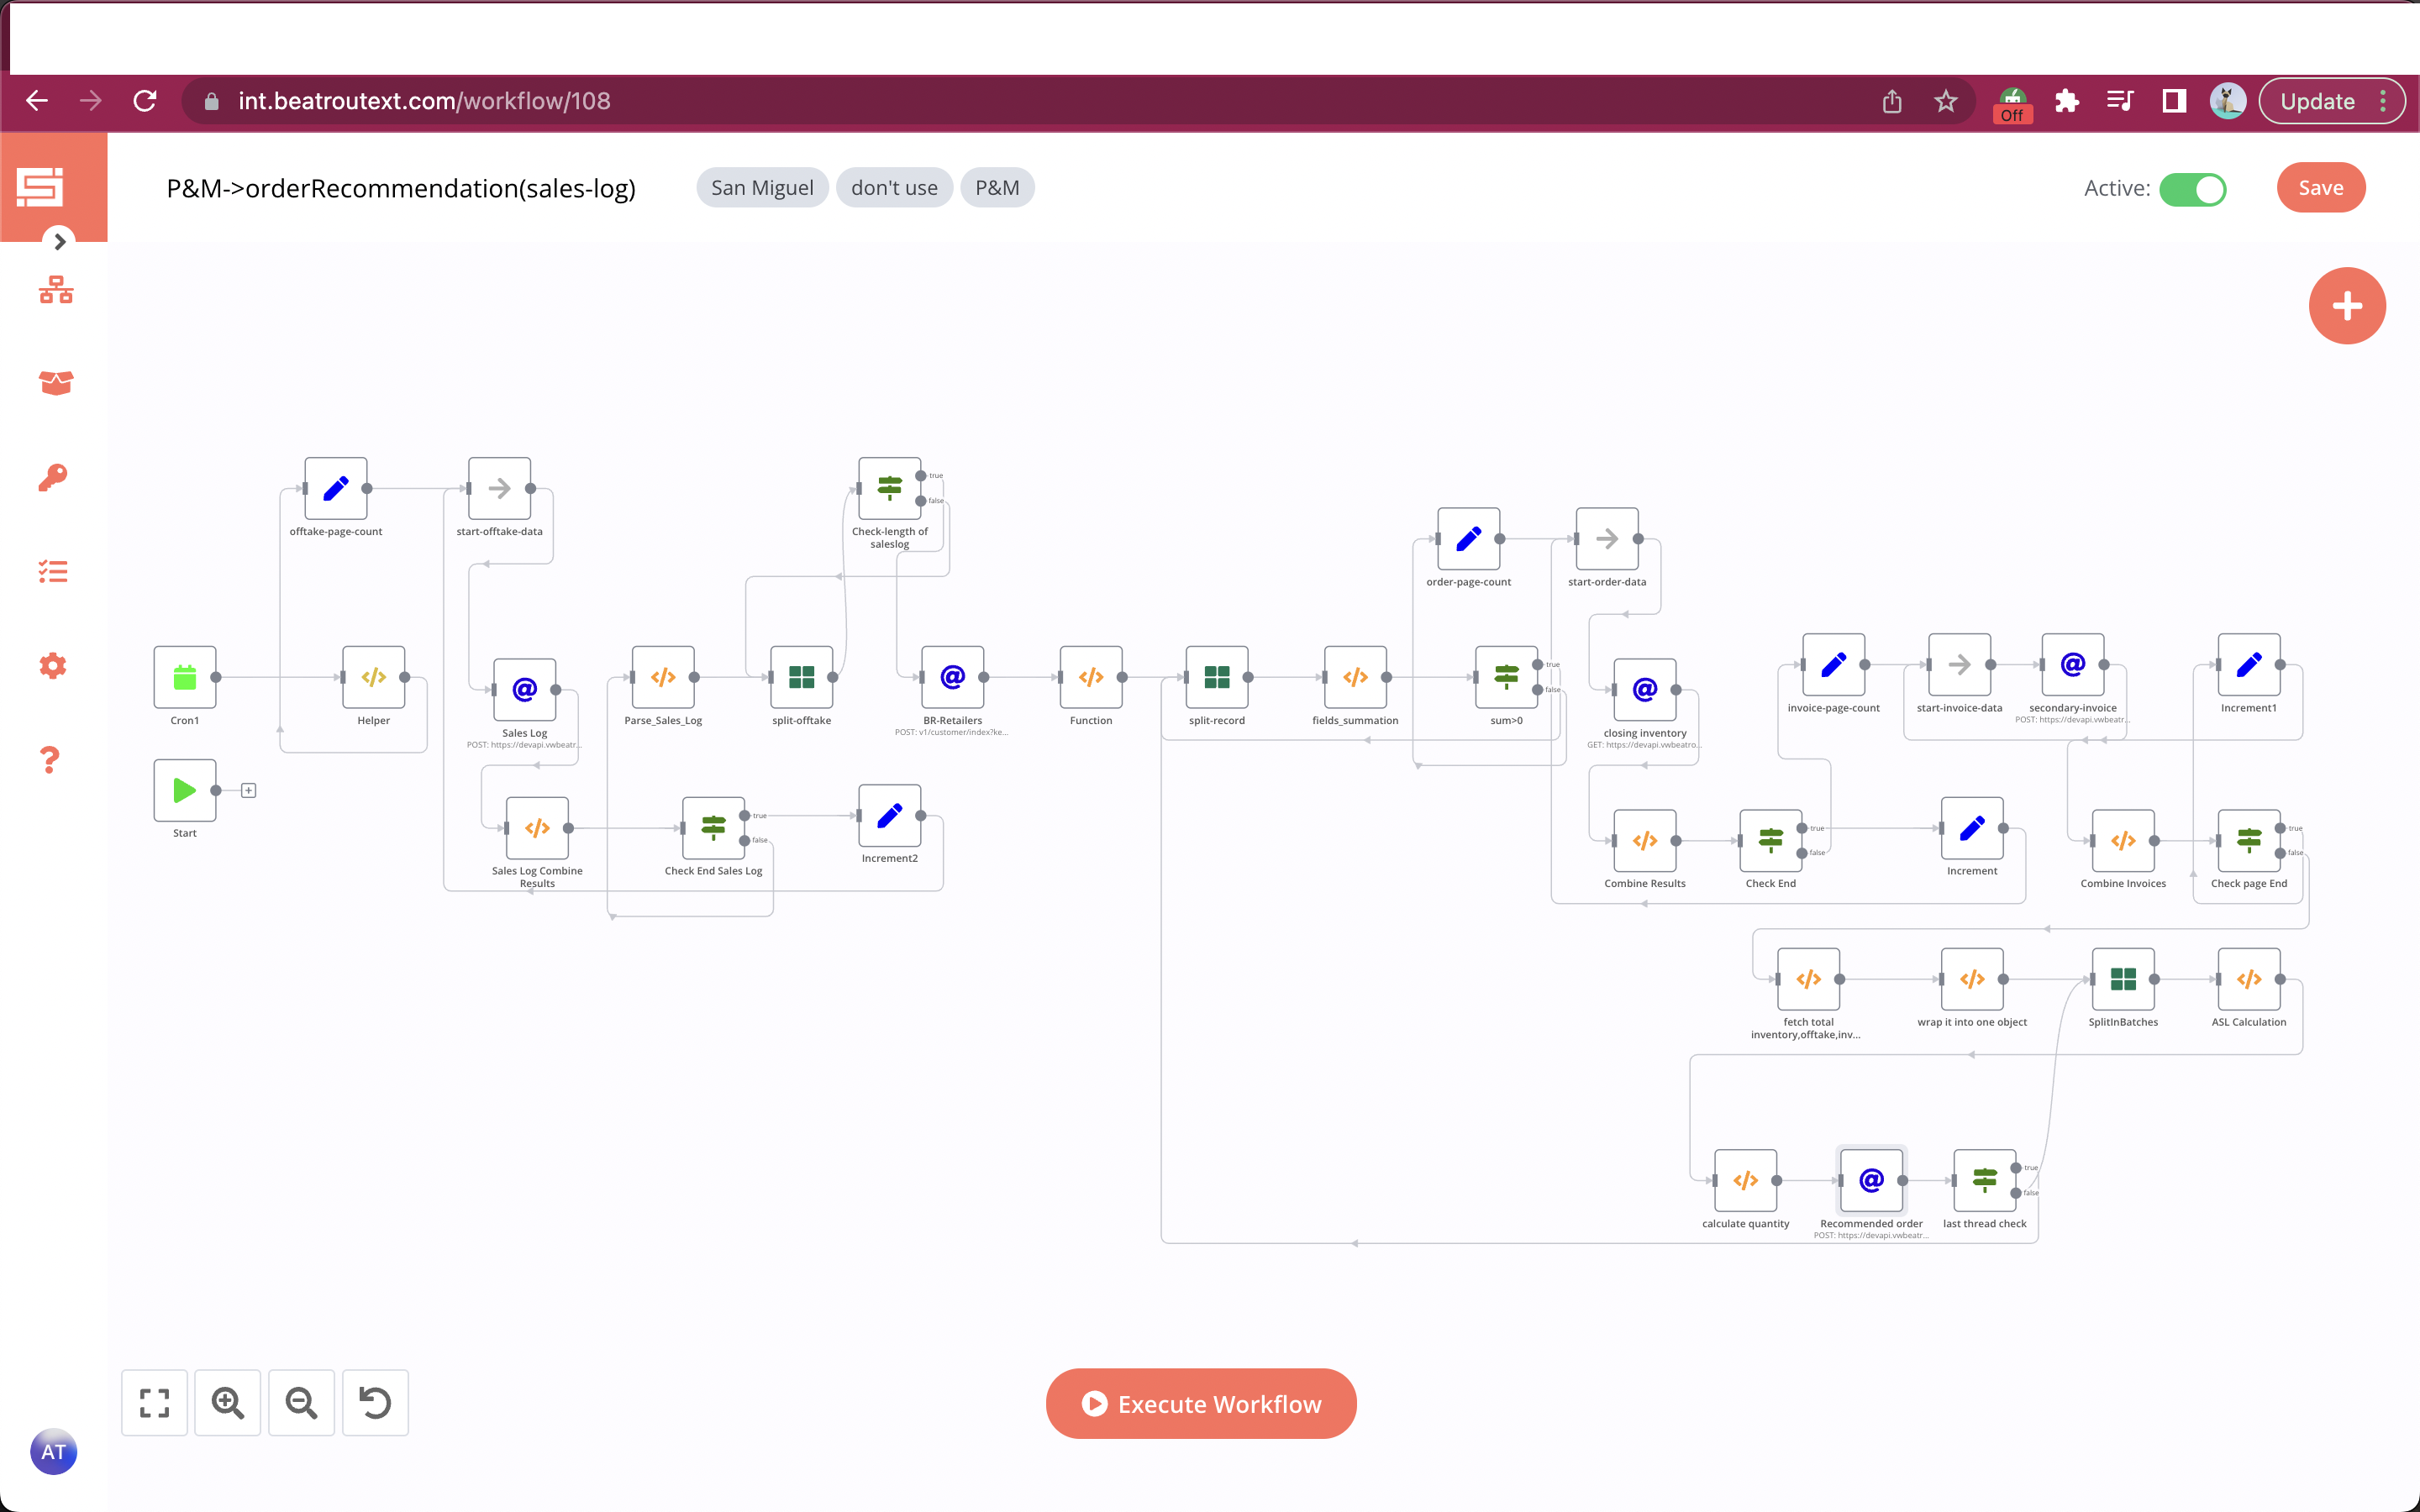 int.beatroutext.com/workflow/108
Off
Update
P&M->orderRecommendation(sales-log)
San Miguel
don't use
P&M
Active:
Save
offtake-page-count
start-offtake-data
true
false
Check-length of
saleslog
order-page-count
start-order-data
Cron1
Helper
Sales Log
POST: https://devapi.vwbeatr...
Parse_Sales_Log
split-offtake
BR-Retailers
POST: v1/customer/index?ke...
Function
split-record
fields_summation
true
false
sum>0
closing inventory
GET: https://devapi.vwbeatro...
invoice-page-count
start-invoice-data
secondary-invoice
POST: https://devapi.vwbeatr...
Increment1
Start
Sales Log Combine
Results
true
false
Check End Sales Log
Increment2
Combine Results
true
false
Check End
Increment
Combine Invoices
true
false
Check page End
fetch total
inventory,offtake,inv...
wrap it into one object
SplitInBatches
ASL Calculation
calculate quantity
Recommended order
POST: https://devapi.vwbeatr...
true
false
last thread check
Execute Workflow
AT